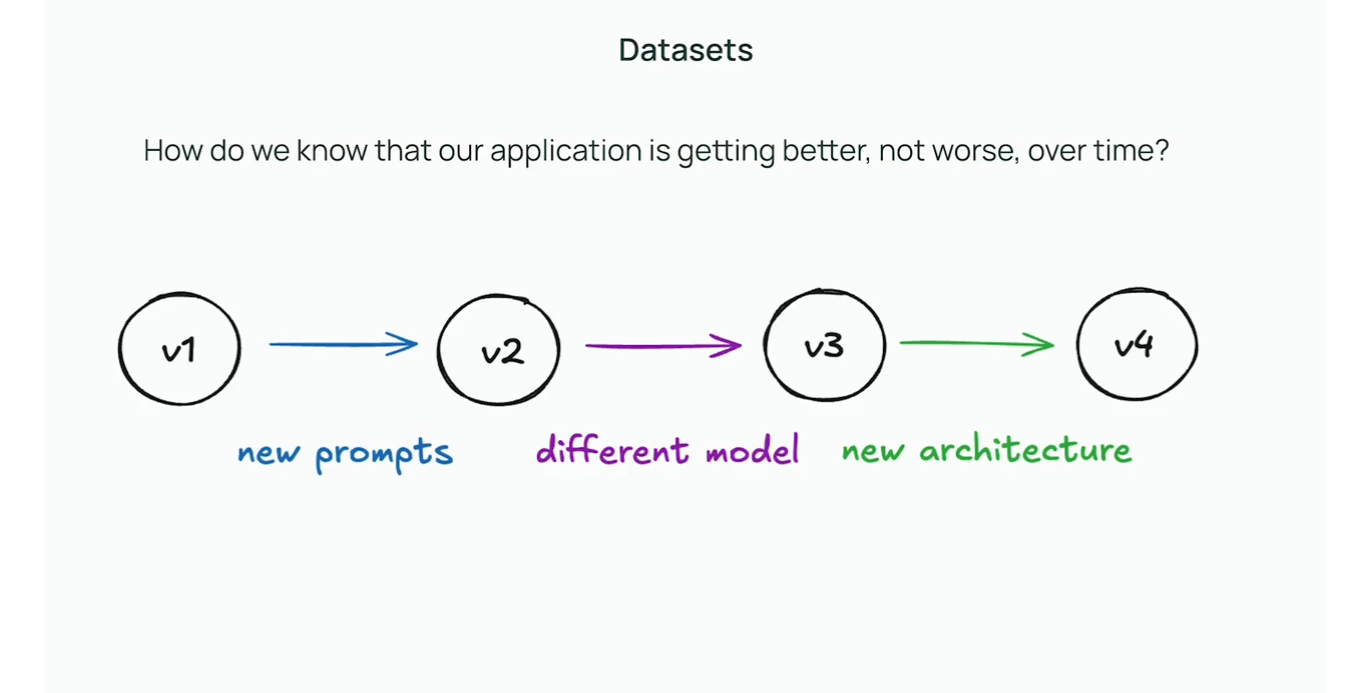 Datasets
How do we know that our application is getting better, not worse, over time?
v1
v2
v3
v4
new prompts
different model
new architecture